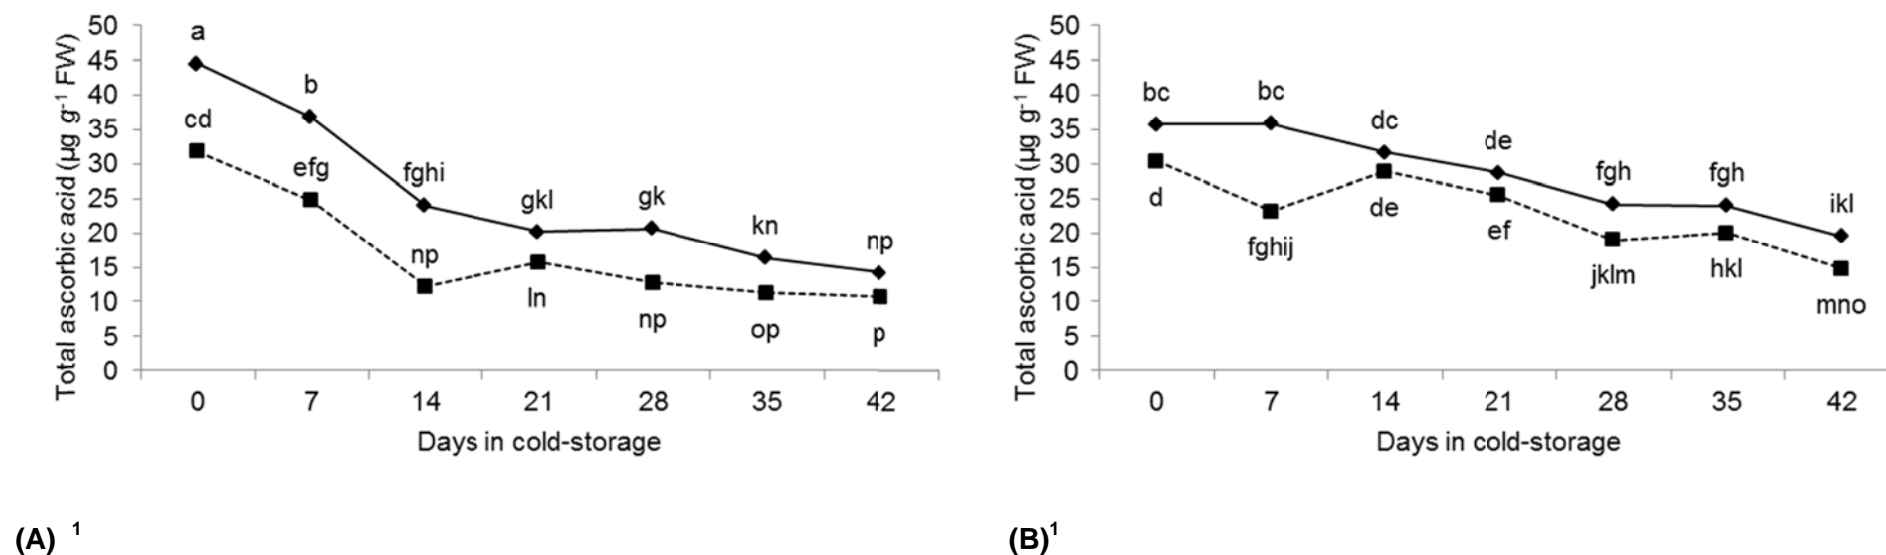 50
45
40
35
30
25
20
15
10
5
0
Total ascorbic acid (µg g⁻¹ FW)
a
b
cd
efg
fghi
gkl
gk
kn
np
np
ln
np
op
p
0 7 14 21 28 35 42
Days in cold-storage
(A) 1
50
45
40
35
30
25
20
15
10
5
0
Total ascorbic acid (µg g⁻¹ FW)
bc
bc
dc
de
fgh
fgh
ikl
d
fghij
de
ef
jklm
hkl
mno
0 7 14 21 28 35 42
Days in cold-storage
(B)1